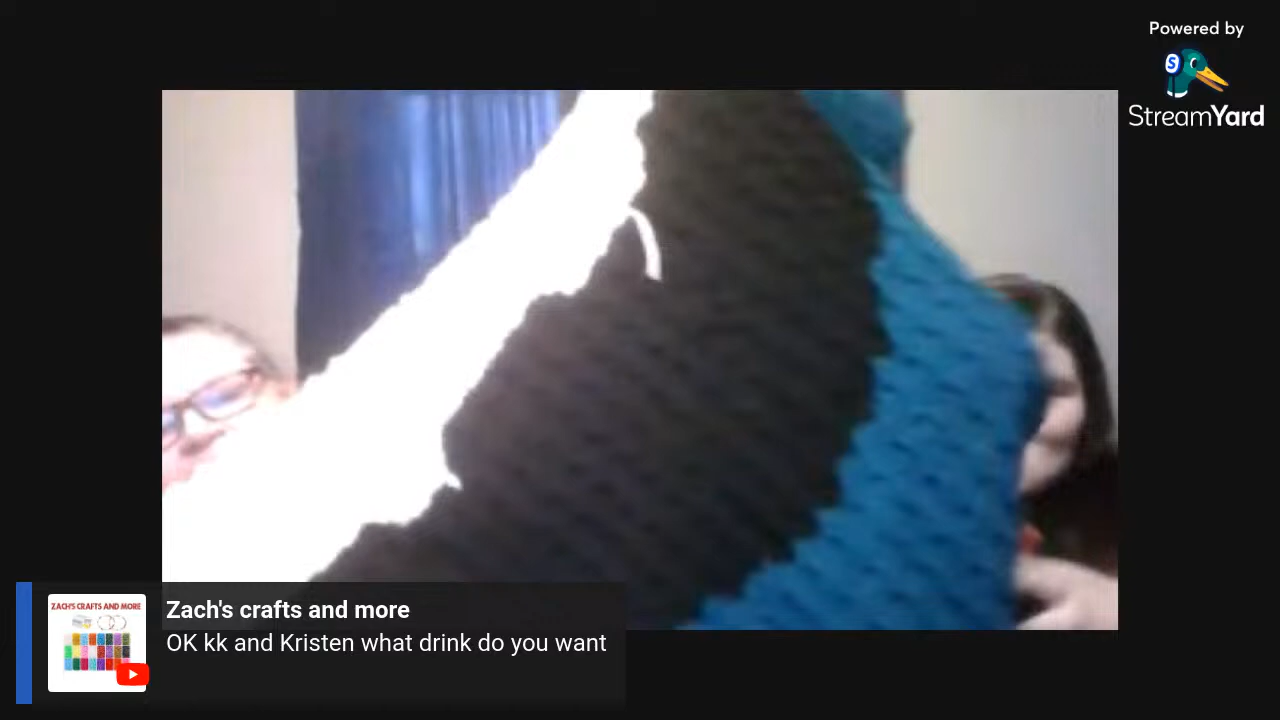 Powered by
StreamYard
ZACH'S CRAFTS AND MORE
Zach's crafts and more
OK kk and Kristen what drink do you want